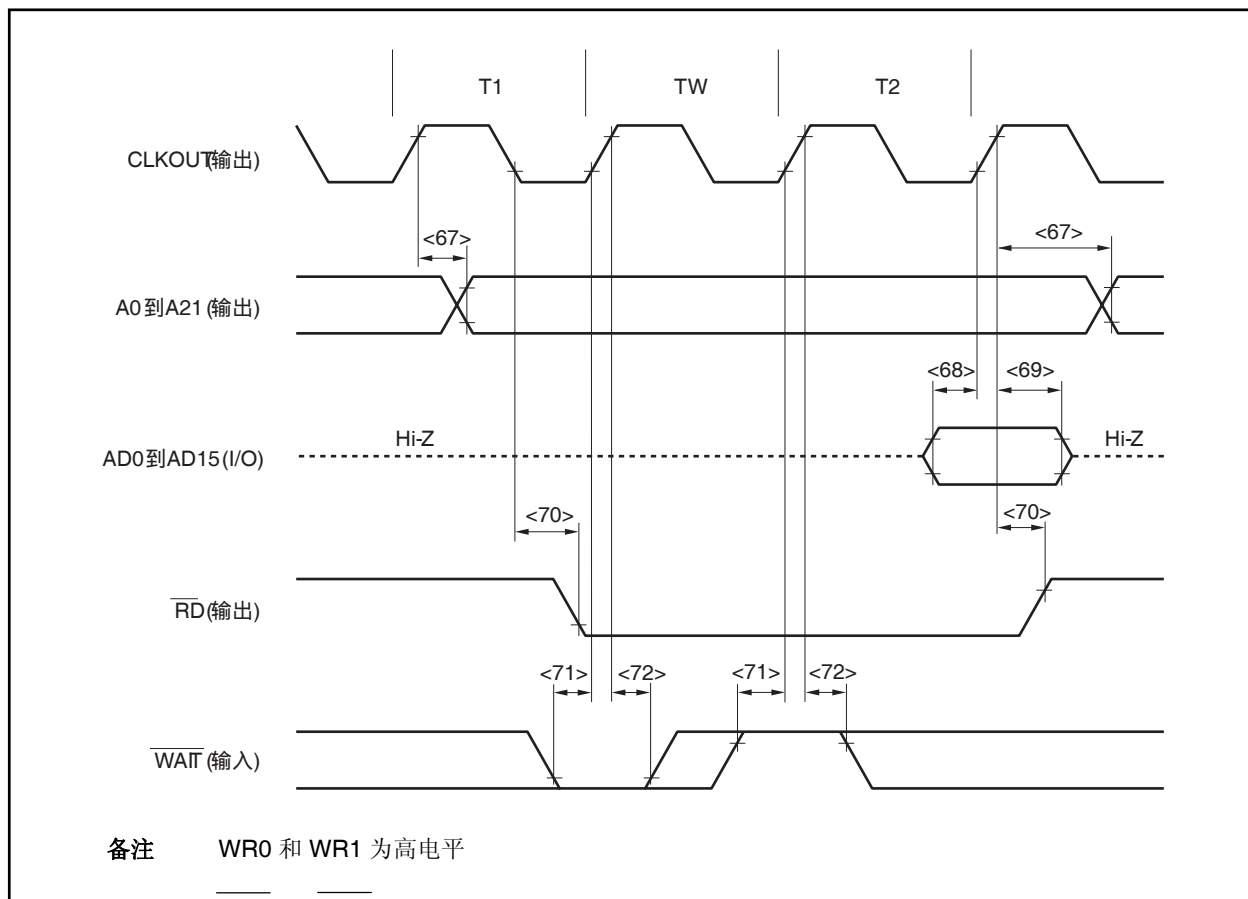 T1 TW T2
CLKOUT(输出)
<67> <67>
A0到A21 (输出)
<68> <69>
Hi-Z Hi-Z
AD0到AD15 (I/O)
<70> <70>
RD(输出)
<71> <72> <71> <72>
WAIT (输入)
备注 WR0 和 WR1 为高电平